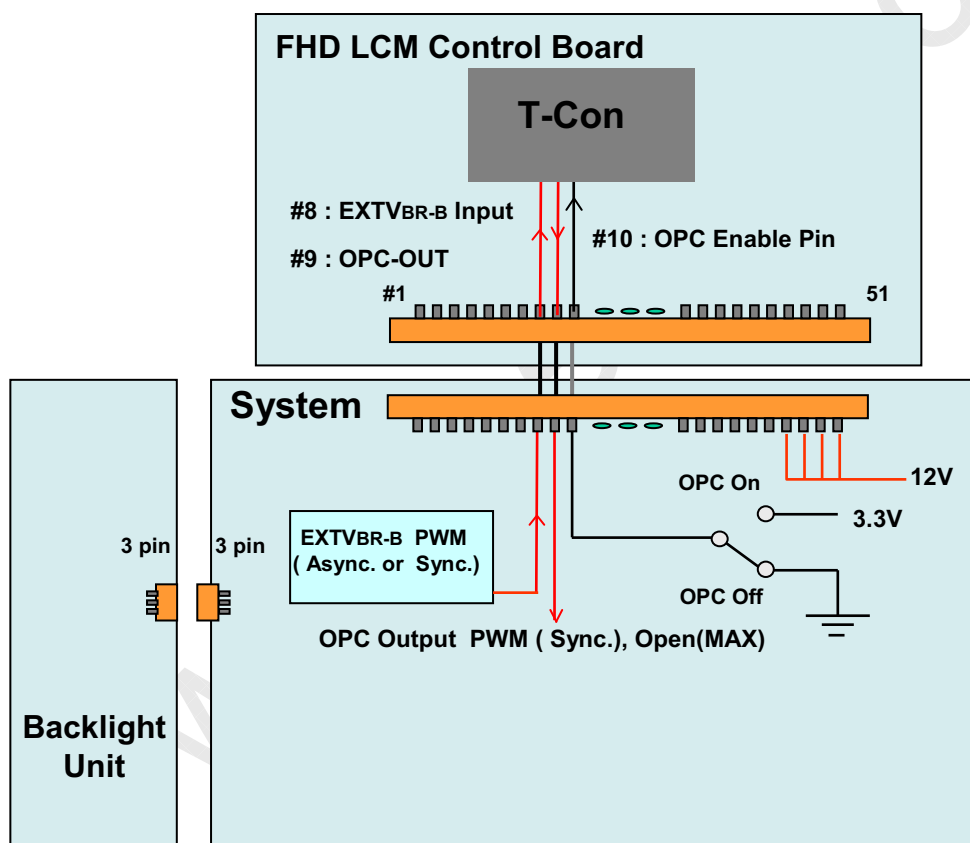 FHD LCM Control Board
T-Con
#8 : EXTVBR-B Input
#10 : OPC Enable Pin
#9 : OPC-OUT
#1
51
System
OPC On
12V
3.3V
3 pin
3 pin
EXTVBR-B PWM
( Async. or Sync.)
OPC Off
OPC Output PWM ( Sync.), Open(MAX)
Backlight
Unit